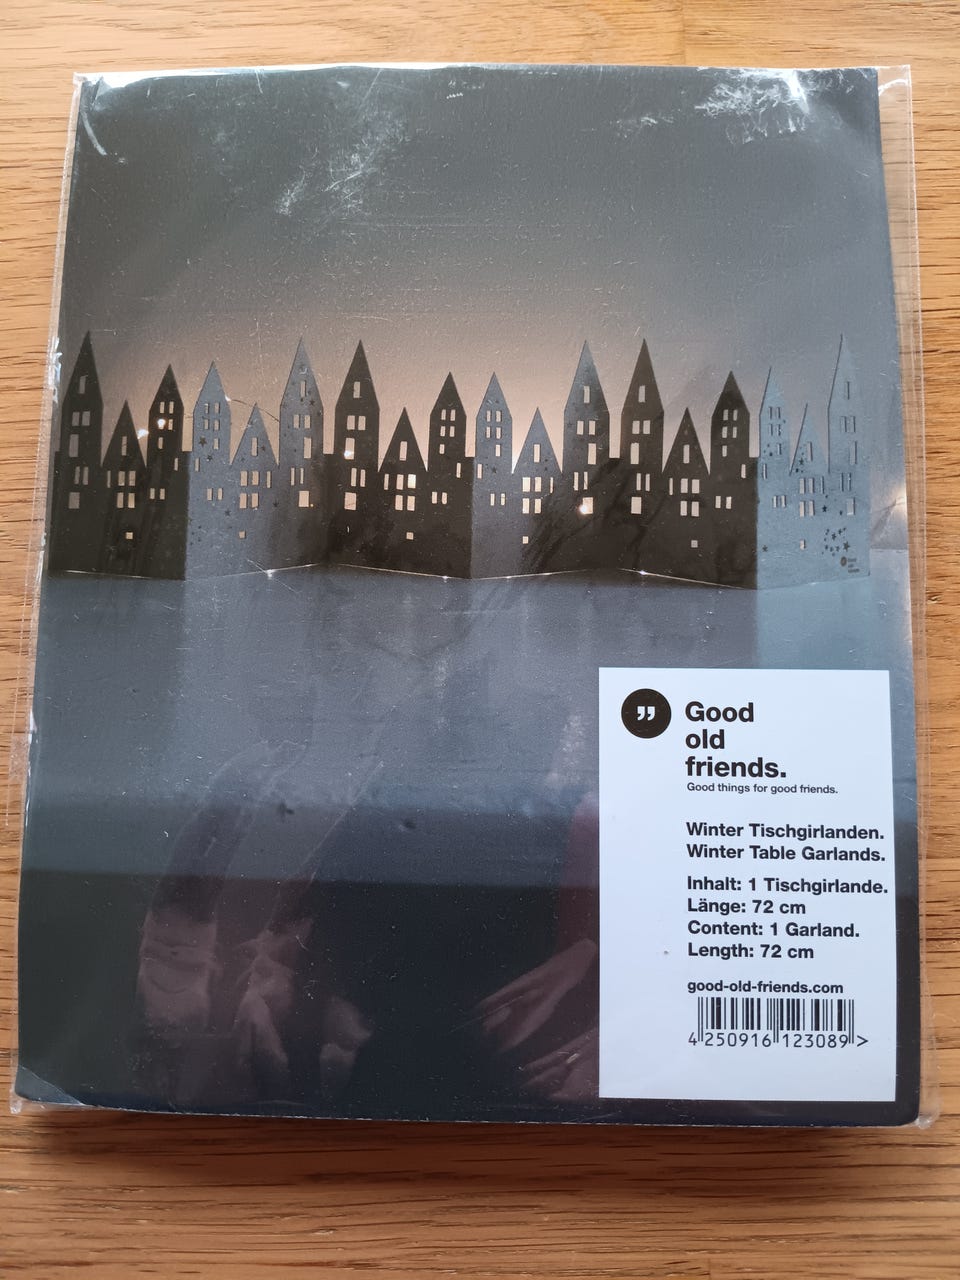 Good
old
friends.
Good things for good friends.
Winter Tischgirlanden.
Winter Table Garlands.
Inhalt: 1 Tischgirlande.
Länge: 72 cm
Content: 1 Garland.
Length: 72 cm
good-old-friends.com
4 250916 123089 >